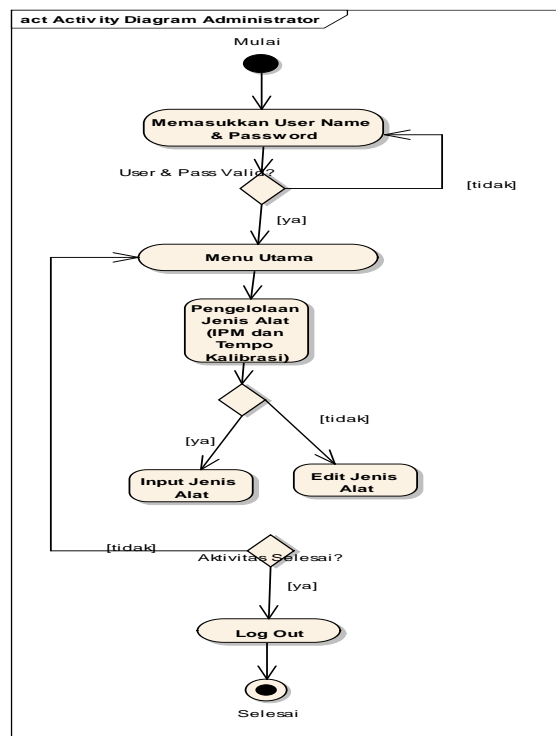 act Activity Diagram Administrator
Mulai
Memasukkan User Name
& Password
User & Pass Valid?
[tidak]
[ya]
Menu Utama
Pengelolaan
Jenis Alat
(IPM dan
Tempo
Kalibrasi)
[tidak]
[ya]
Input Jenis
Alat
Edit Jenis
Alat
[tidak]
Aktivitas Selesai?
[ya]
Log Out
Selesai